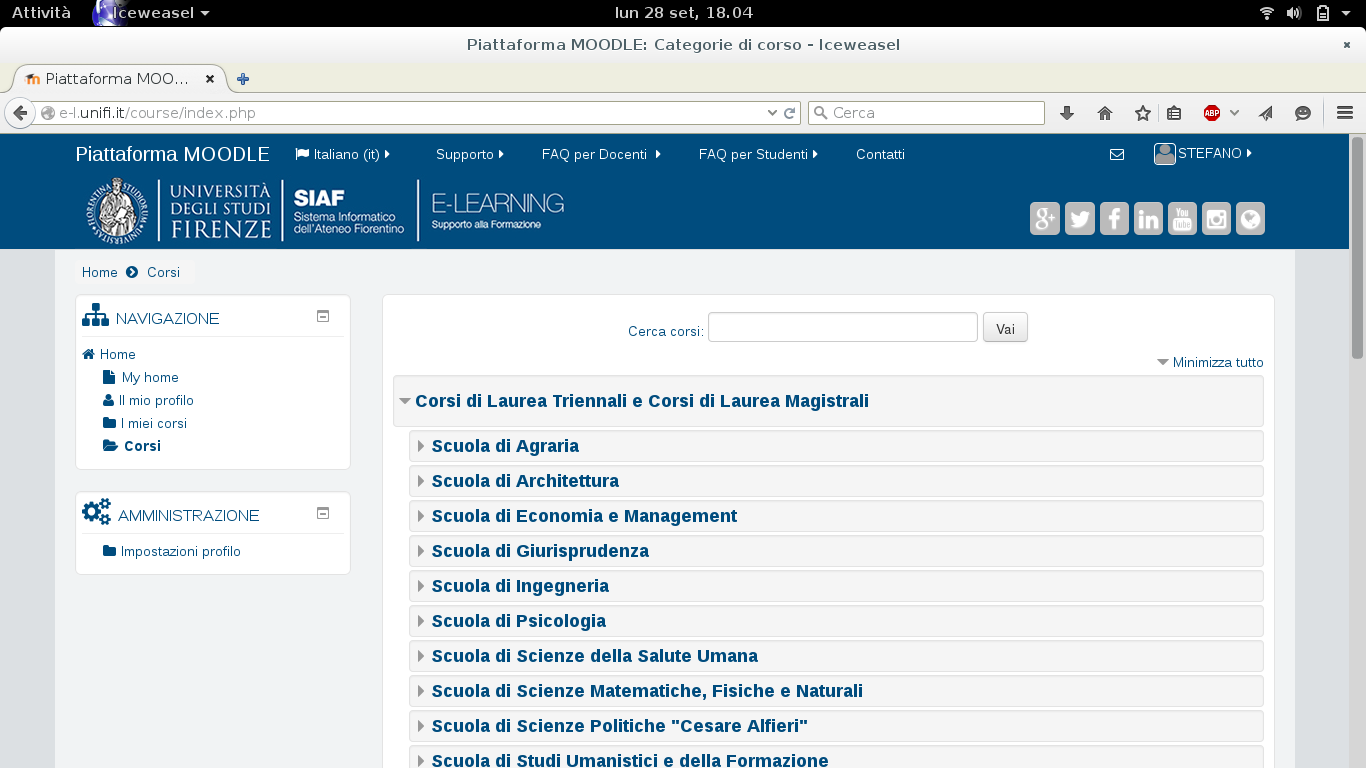 Attività Iceweasel lun 28 set, 18.04
Piattaforma MOODLE: Categorie di corso - Iceweasel
Piattaforma MOO...
e-l.unifi.it/course/index.php Cerca ABP
Piattaforma MOODLE Italiano (it) Supporto FAQ per Docenti FAQ per Studenti Contatti STEFANO
UNIVERSITÀ
DEGLI STUDI
FIRENZE
SIAF
Sistema Informatico
dell'Ateneo Fiorentino
E-LEARNING
Supporto alla Formazione
g+ f in You Tube
Home Corsi
NAVIGAZIONE
Home
My home
Il mio profilo
I miei corsi
Corsi
AMMINISTRAZIONE
Impostazioni profilo
Cerca corsi: Vai
Minimizza tutto
Corsi di Laurea Triennali e Corsi di Laurea Magistrali
Scuola di Agraria
Scuola di Architettura
Scuola di Economia e Management
Scuola di Giurisprudenza
Scuola di Ingegneria
Scuola di Psicologia
Scuola di Scienze della Salute Umana
Scuola di Scienze Matematiche, Fisiche e Naturali
Scuola di Scienze Politiche "Cesare Alfieri"
Scuola di Studi Umanistici e della Formazione